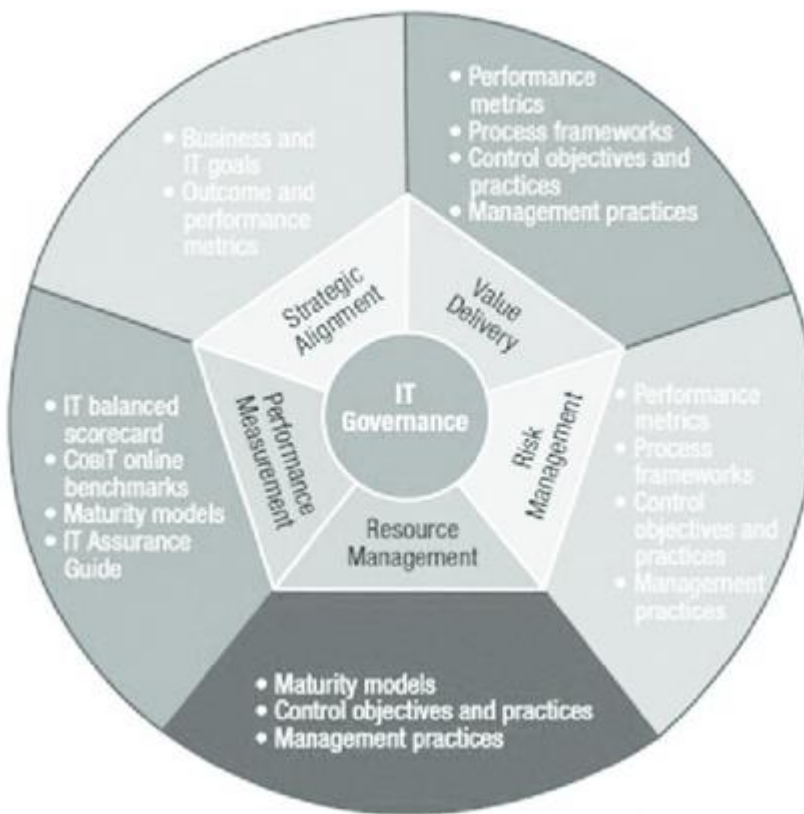 • Business and
IT goals
• Outcome and
performance
metrics
• Performance
metrics
• Process frameworks
• Control objectives and
practices
• Management practices
Strategic
Alignment
Value
Delivery
IT
Governance
Performance
Measurement
Risk
Management
Resource
Management
• IT balanced
scorecard
• COBIT online
benchmarks
• Maturity models
• IT Assurance
Guide
• Performance
metrics
• Process
frameworks
• Control
objectives and
practices
• Management
practices
• Maturity models
• Control objectives and practices
• Management practices